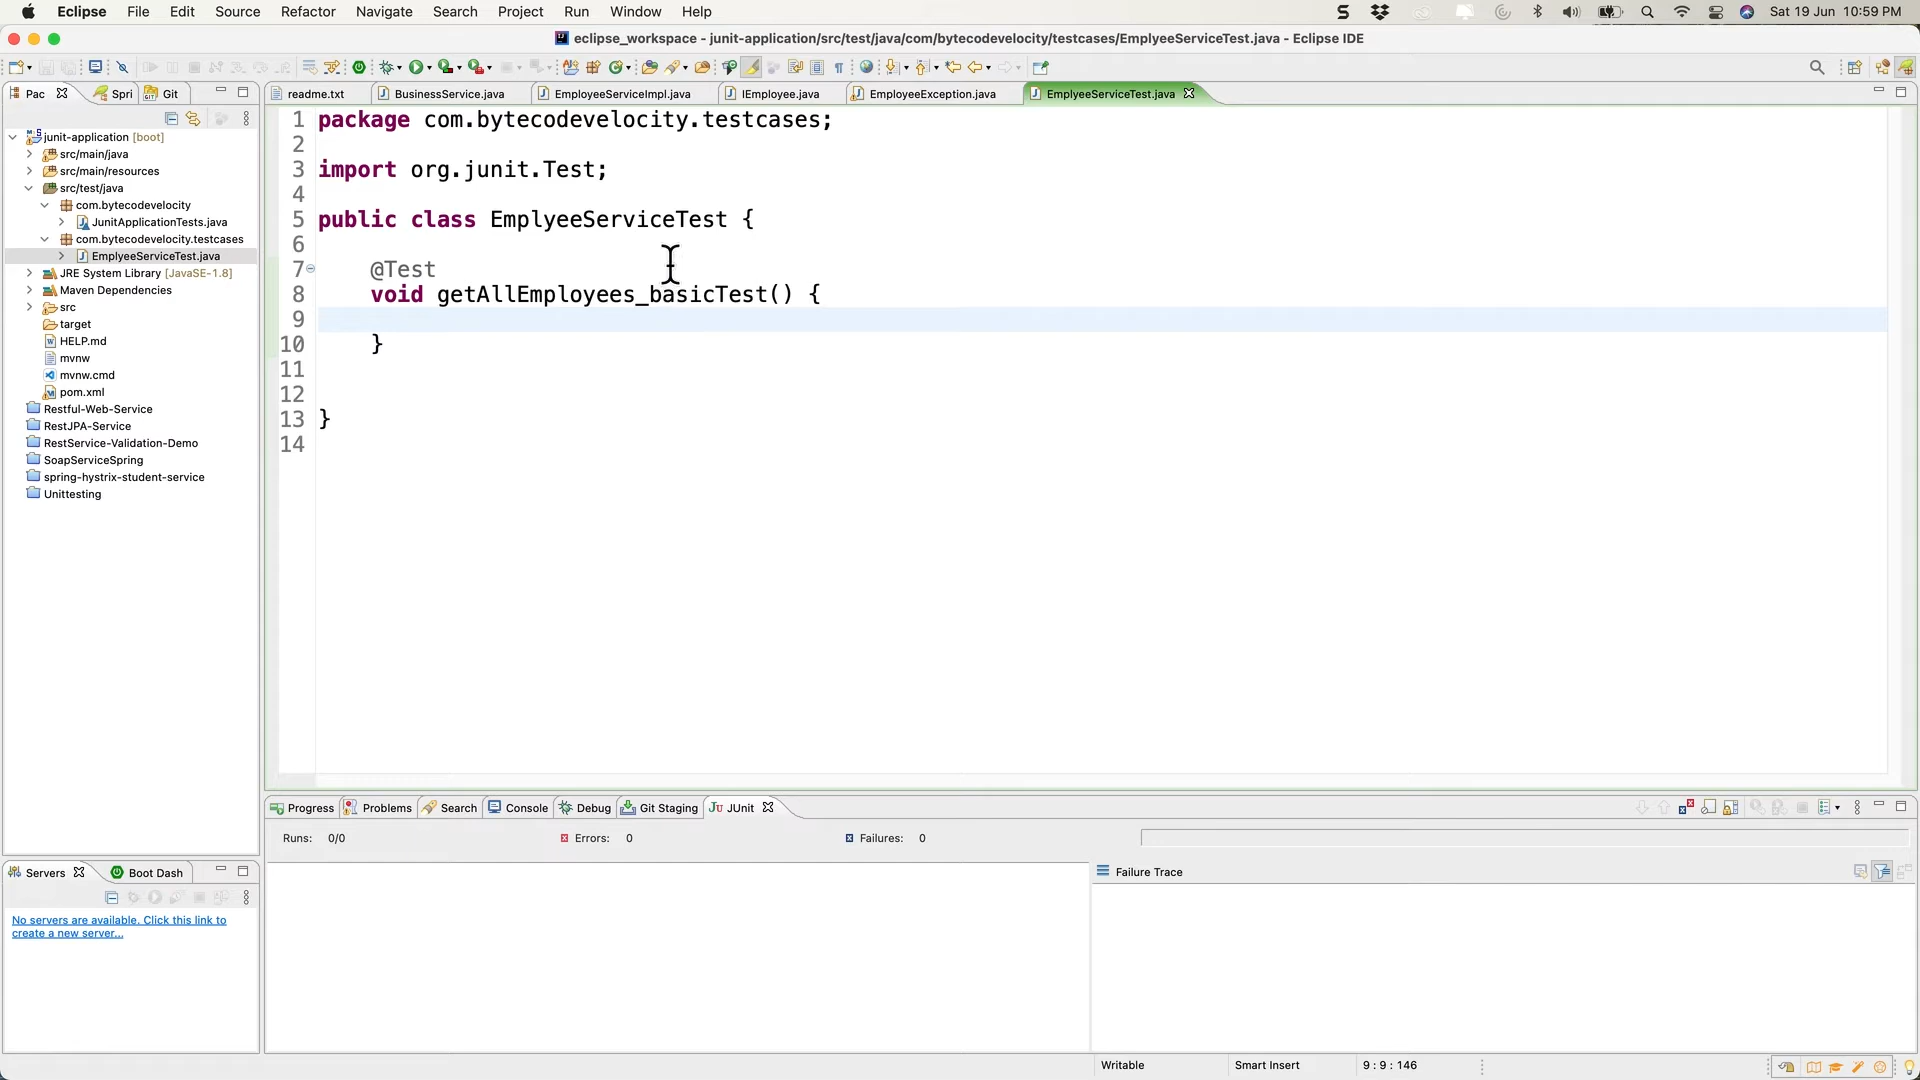 Eclipse File Edit Source Refactor Navigate Search Project Run Window Help Sat 19 Jun 10:59 PM
eclipse_workspace - junit-application/src/test/java/com/bytecodevelocity/testcases/EmplyeeServiceTest.java - Eclipse IDE
Pac Spri Git
readme.txt BusinessService.java EmployeeServiceImpl.java IEmployee.java EmployeeException.java EmplyeeServiceTest.java
junit-application [boot]
src/main/java
src/main/resources
src/test/java
com.bytecodevelocity
JunitApplicationTests.java
com.bytecodevelocity.testcases
EmplyeeServiceTest.java
JRE System Library [JavaSE-1.8]
Maven Dependencies
src
target
HELP.md
mvnw
mvnw.cmd
pom.xml
Restful-Web-Service
RestJPA-Service
RestService-Validation-Demo
SoapServiceSpring
spring-hystrix-student-service
Unittesting
1 package com.bytecodevelocity.testcases;
2
3 import org.junit.Test;
4
5 public class EmplyeeServiceTest {
6
7 @Test
8 void getAllEmployees_basicTest() {
9
10 }
11
12
13 }
14
Progress Problems Search Console Debug Git Staging JU JUnit
Runs: 0/0 Errors: 0 Failures: 0
Failure Trace
Servers Boot Dash
No servers are available. Click this link to
create a new server...
Writable Smart Insert 9 : 9 : 146